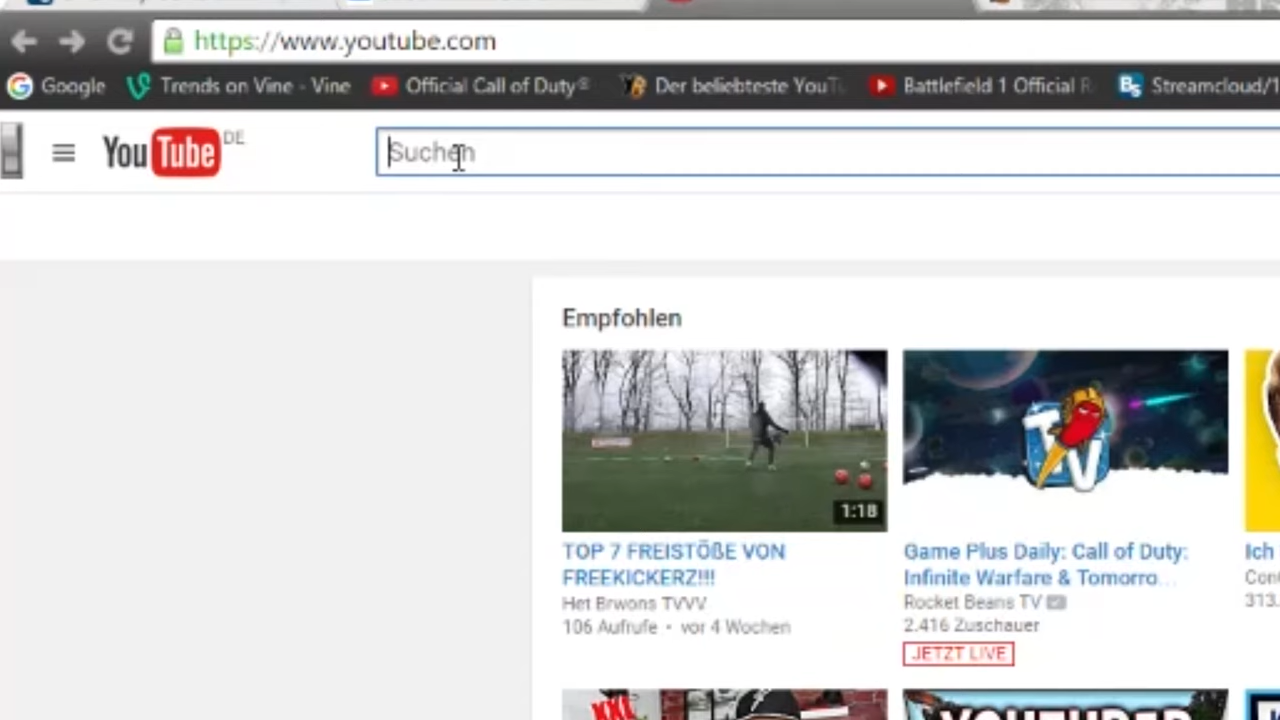 https://www.youtube.com
Google
Trends on Vine - Vine
Official Call of Duty®
Der beliebteste YouT
Battlefield 1 Official R
Streamcloud/1
YouTube DE
Suchen
Empfohlen
1:18
TV
TOP 7 FREISTÖßE VON
FREEKICKERZ!!!
Het Brwons TVVV
106 Aufrufe • vor 4 Wochen
Game Plus Daily: Call of Duty:
Infinite Warfare & Tomorro...
Rocket Beans TV
2.416 Zuschauer
JETZT LIVE
Ich
313.
XXL
YOUTUBER